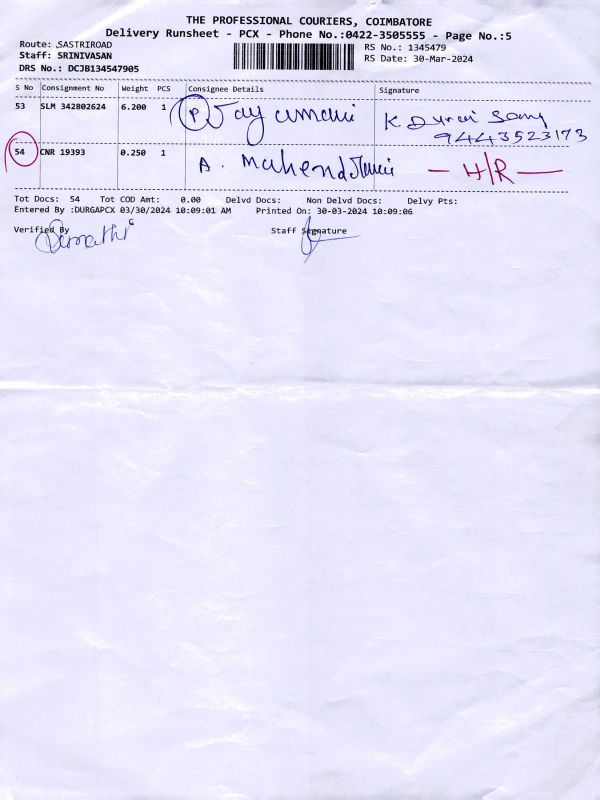 THE PROFESSIONAL COURIERS, COIMBATORE
Delivery Runsheet - PCX - Phone No.:0422-3505555 - Page No.:5
Route: SASTRIROAD
Staff: SRINIVASAN
DRS No.: DCJB134547905
RS No.: 1345479
RS Date: 30-Mar-2024
S No Consignment No Weight PCS Consignee Details Signature
53 SLM 342802624 6.200 1 P Jayamani K Durai Samy
9443523173
54 CNR 19393 0.250 1 A. — H/R —
Tot Docs: 54 Tot COD Amt: 0.00 Delvd Docs: Non Delvd Docs: Delvy Pts:
Entered By :DURGAPCX 03/30/2024 10:09:01 AM Printed On: 30-03-2024 10:09:06
Verified By Staff Signature